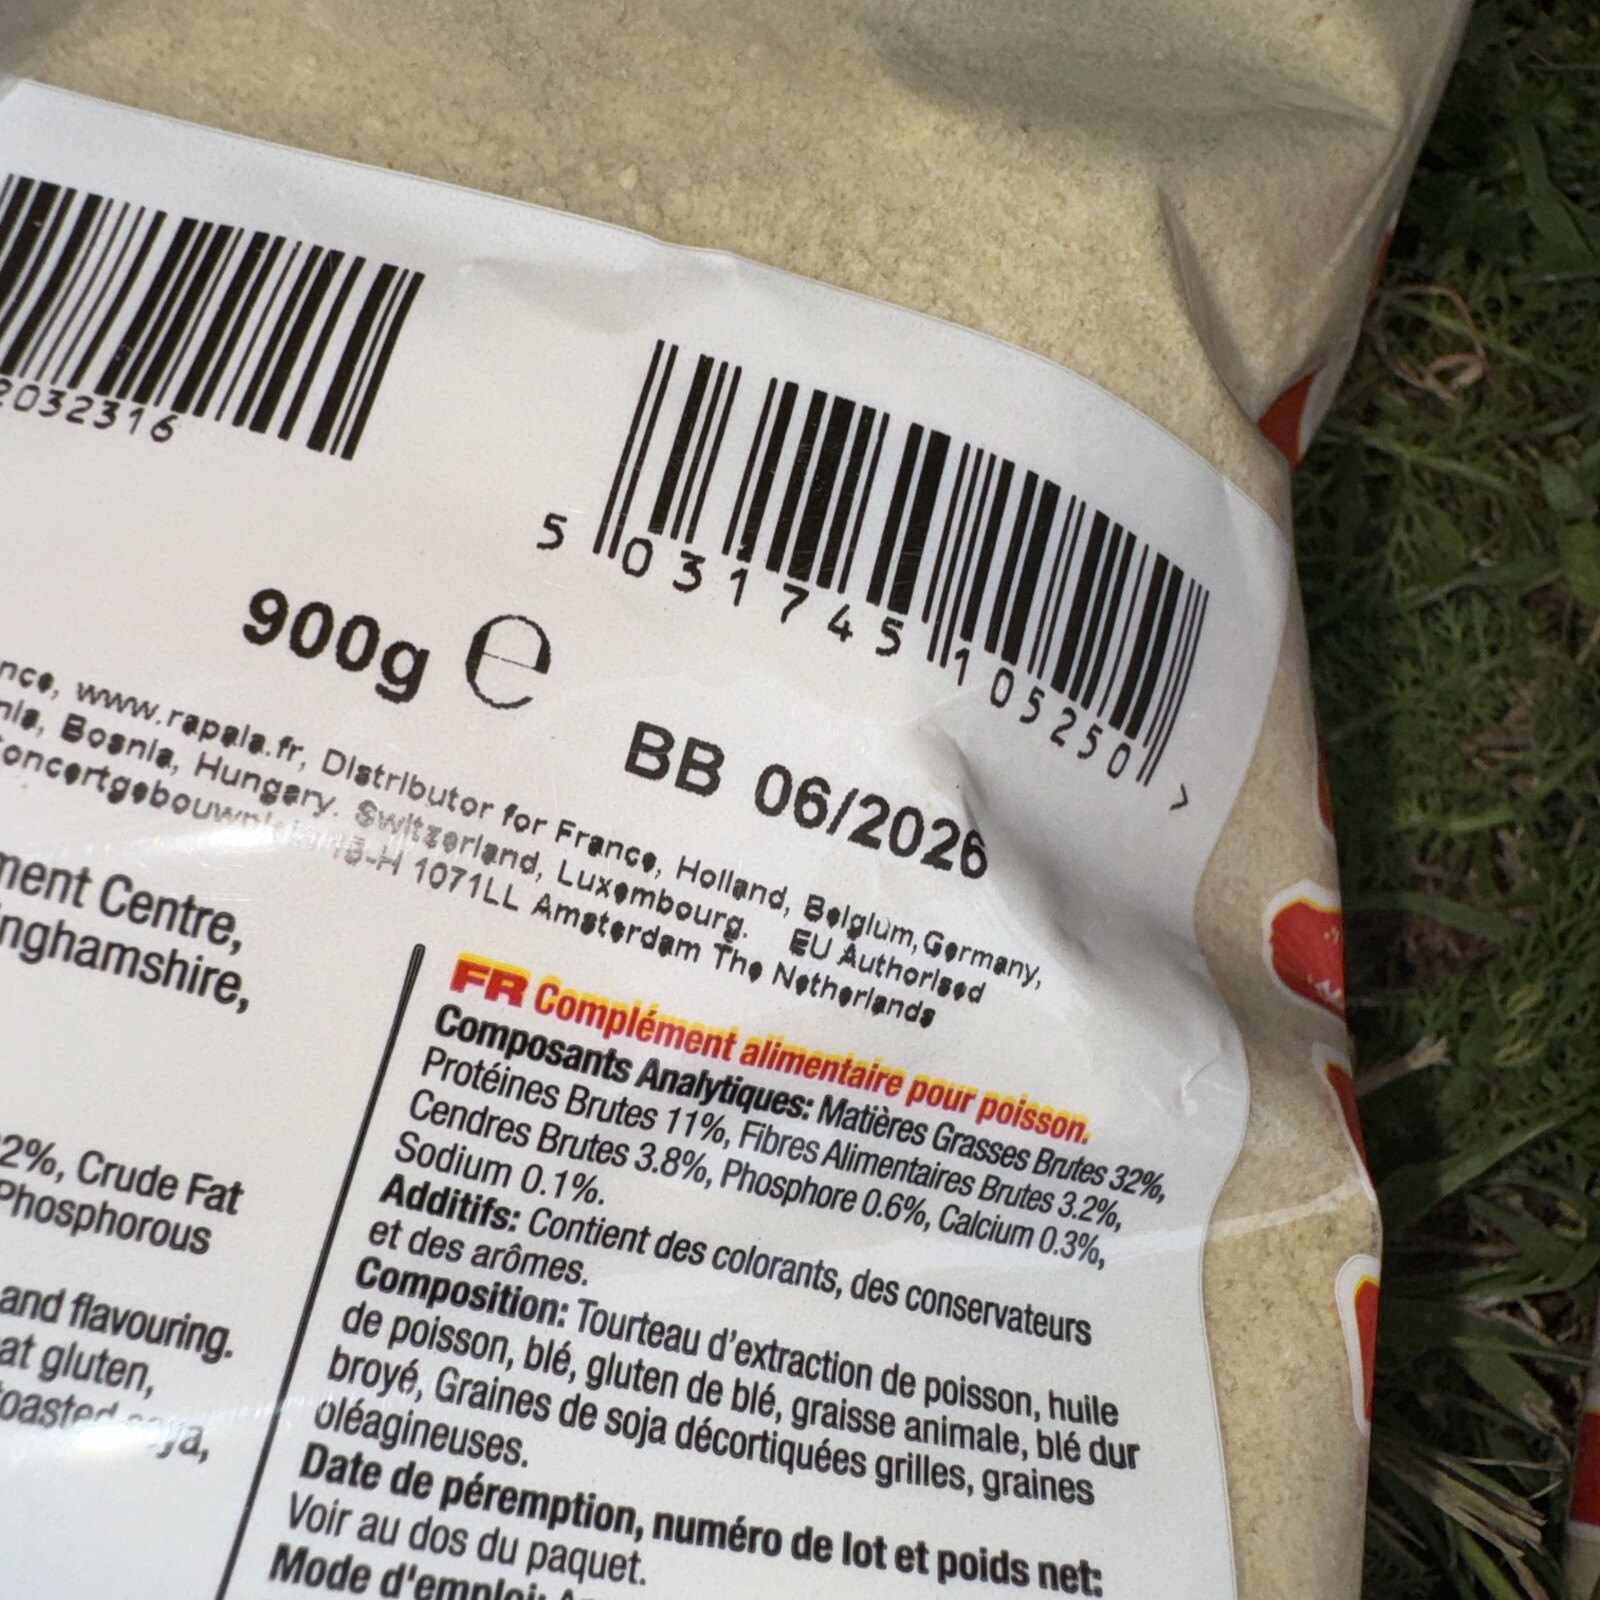 2032316
5 031745 105250 >
900g e
BB 06/2026
www.rapala.fr, Distributor for France, Holland, Belgium, Germany,
Bosnia, Hungary. Switzerland, Luxembourg. EU Authorised
-H 1071LL Amsterdam The Netherlands
Centre,
2%, Crude Fat
Phosphorous
and flavouring.
gluten,
FR Complément alimentaire pour poisson.
Composants Analytiques: Matières Grasses Brutes 32%,
Protéines Brutes 11%, Fibres Alimentaires Brutes 3.2%,
Cendres Brutes 3.8%, Phosphore 0.6%, Calcium 0.3%,
Sodium 0.1%.
Additifs: Contient des colorants, des conservateurs
et des arômes.
Composition: Tourteau d'extraction de poisson, huile
de poisson, blé, gluten de blé, graisse animale, blé dur
broyé, Graines de soja décortiquées grilles, graines
oléagineuses.
Date de péremption, numéro de lot et poids net:
Voir au dos du paquet.
Mode d'emploi: